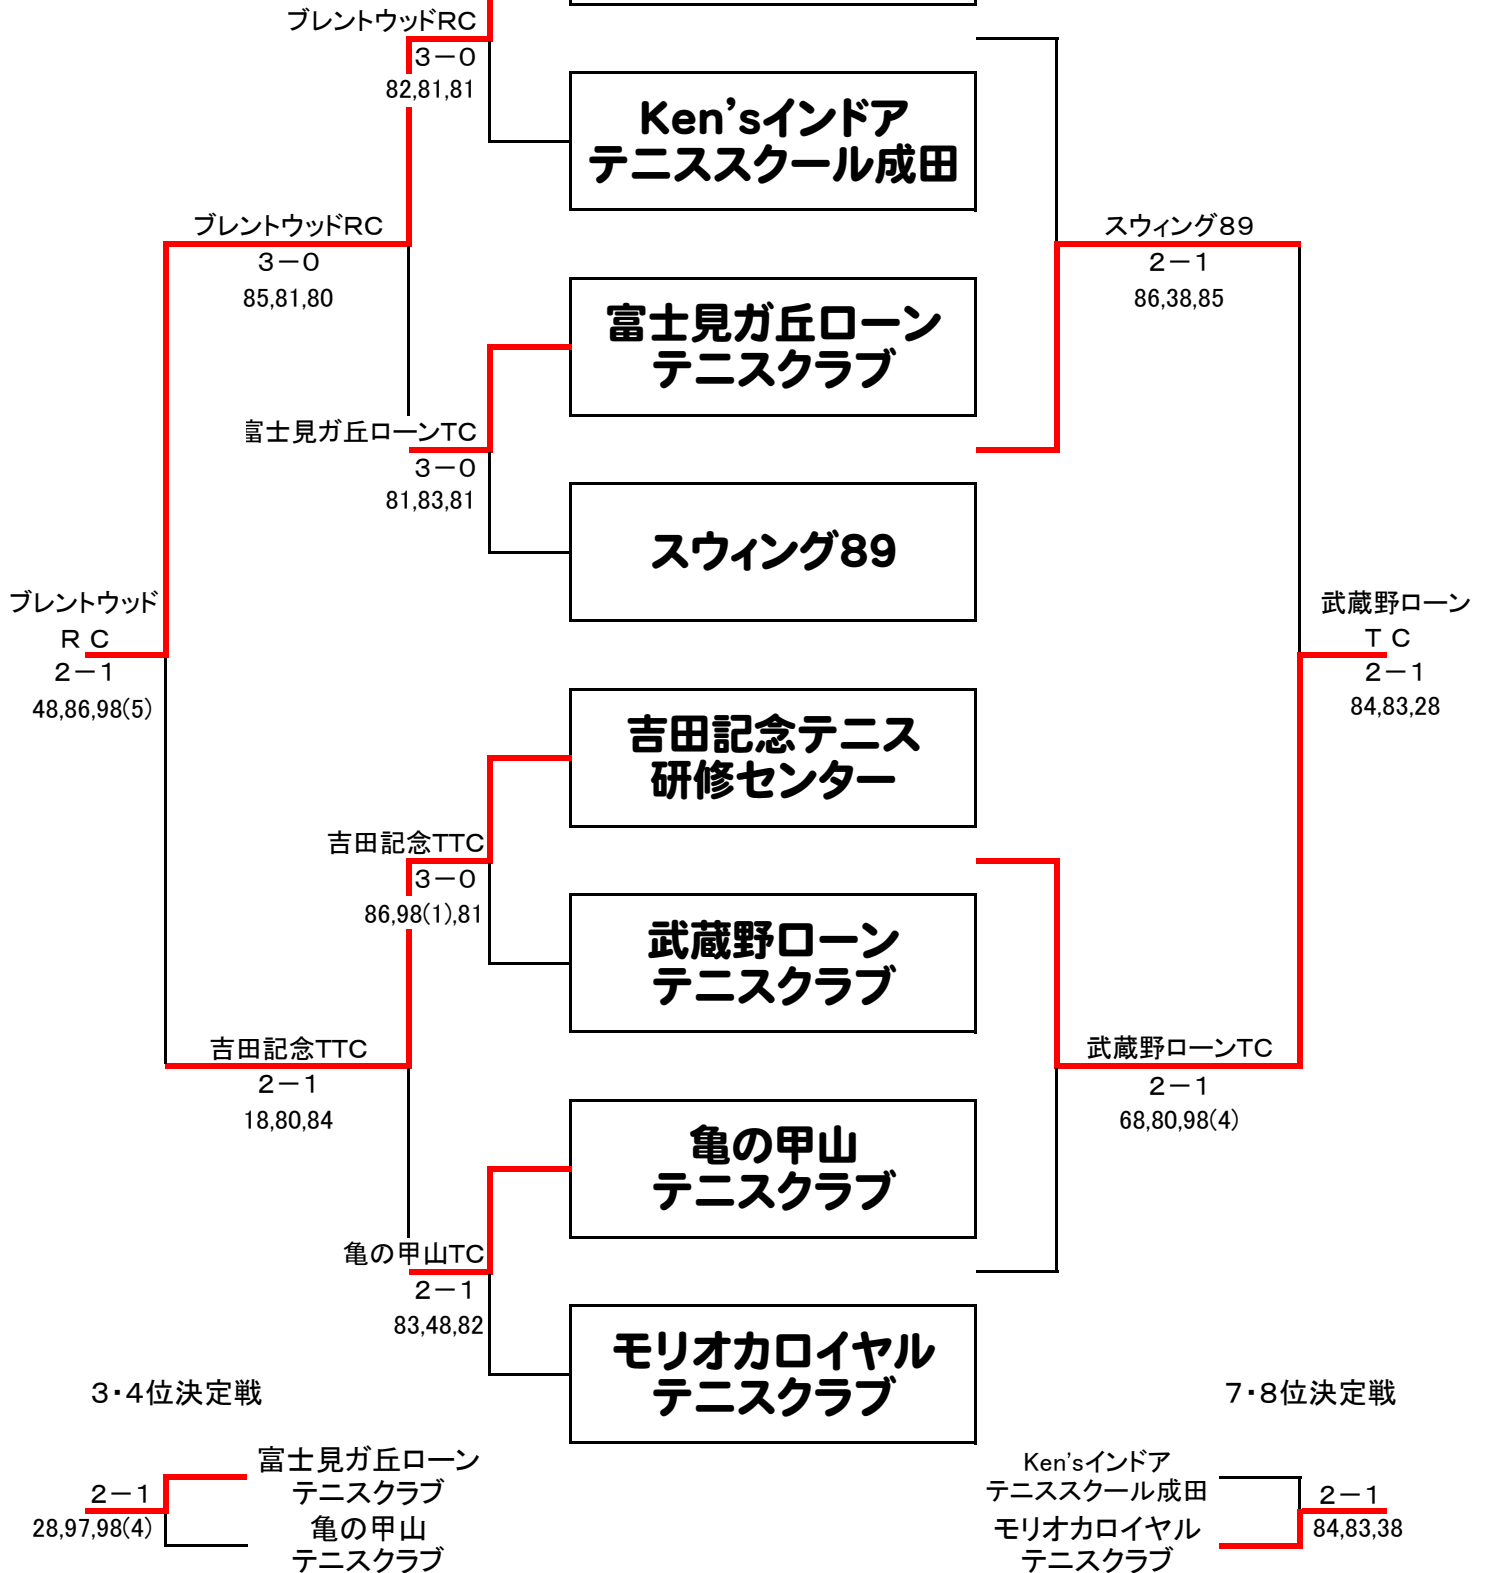 ブレントウッドRC
3-0
82,81,81
Ken'sインドア
テニススクール成田
ブレントウッドRC
3-0
85,81,80
スウィング89
2-1
86,38,85
富士見ガ丘ローン
テニスクラブ
富士見ガ丘ローンTC
3-0
81,83,81
スウィング89
ブレントウッド
RC
2-1
48,86,98(5)
武蔵野ローン
TC
2-1
84,83,28
吉田記念テニス
研修センター
吉田記念TTC
3-0
86,98(1),81
武蔵野ローン
テニスクラブ
吉田記念TTC
2-1
18,80,84
武蔵野ローンTC
2-1
68,80,98(4)
亀の甲山
テニスクラブ
亀の甲山TC
2-1
83,48,82
モリオカロイヤル
テニスクラブ
3・4位決定戦
富士見ガ丘ローン
テニスクラブ
2-1
28,97,98(4)
亀の甲山
テニスクラブ
7・8位決定戦
Ken'sインドア
テニススクール成田
2-1
84,83,38
モリオカロイヤル
テニスクラブ